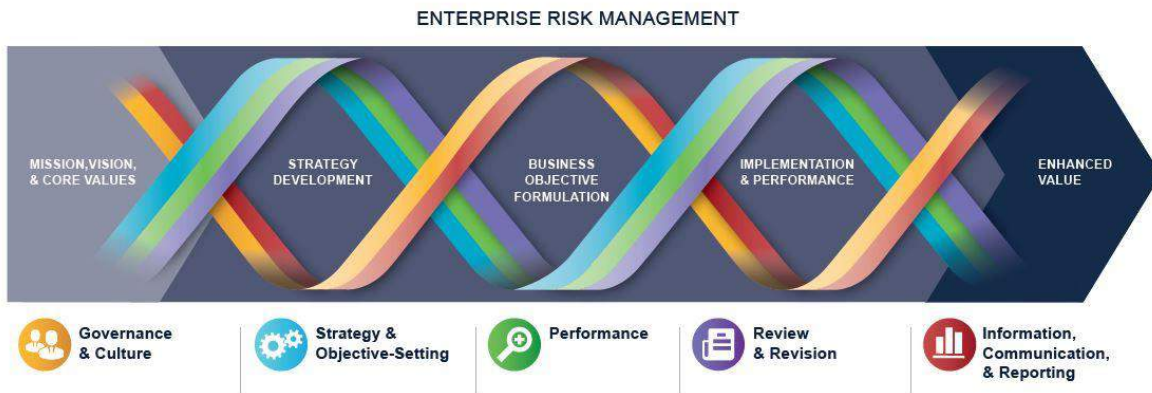 ENTERPRISE RISK MANAGEMENT
MISSION,VISION,
& CORE VALUES
STRATEGY
DEVELOPMENT
BUSINESS
OBJECTIVE
FORMULATION
IMPLEMENTATION
& PERFORMANCE
ENHANCED
VALUE
Governance
& Culture
Strategy &
Objective-Setting
Performance
Review
& Revision
Information,
Communication,
& Reporting